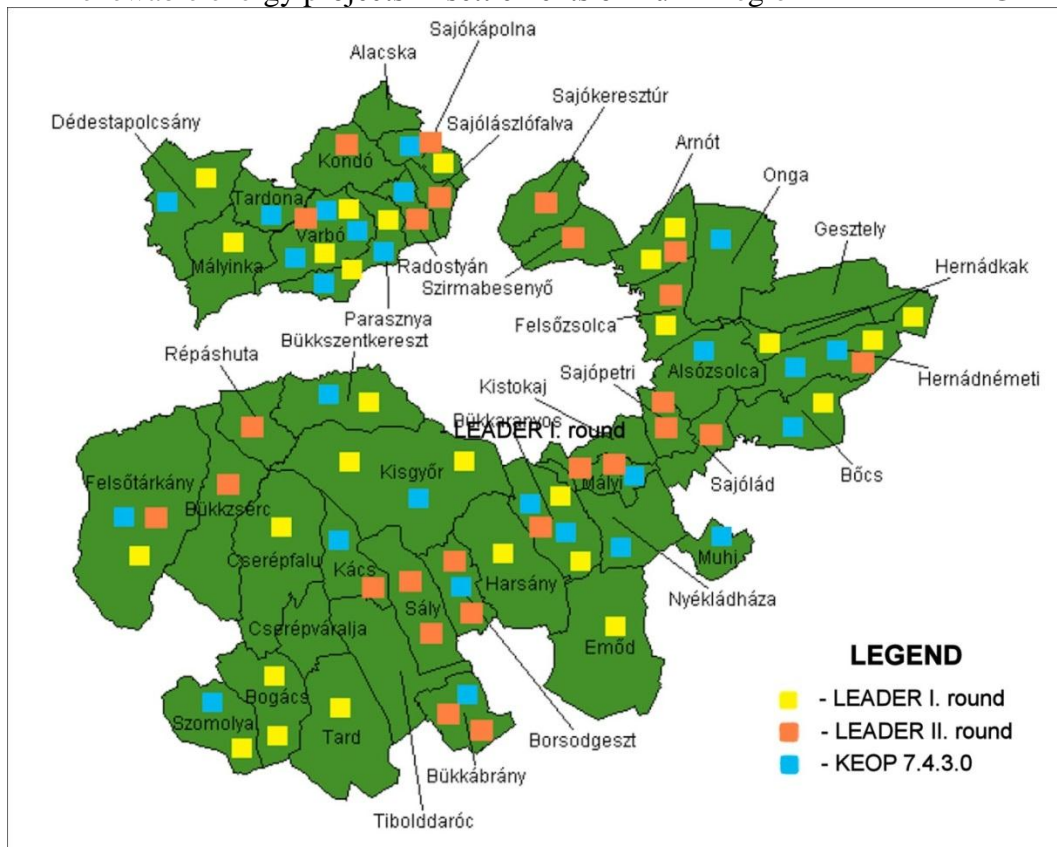 Sajókápolna
Alacska
Sajókeresztúr
Dédestapolcsány
Sajólászlófalva
Arnót
Kondó
Onga
Tardona
Gesztely
Varbó
Hernádkak
Mályinka
Radostyán
Szirmabesenyő
Parasznya
Felsőzsolca
Bükkszentkereszt
Répáshuta
Sajópetri
Alsózsolca
Hernádnémeti
Kistokaj
Bükkaranyos
- LEADER I. round
Kisgyőr
Mályi
Sajólád
Bőcs
Felsőtárkány
Bükkzsérc
Cserépfalu
Kács
Harsány
Muhi
Nyékládháza
Sály
Cserépváralja
Emőd
LEGEND
Bogács
- LEADER I. round
Szomolya
Tard
- LEADER II. round
Borsodgeszt
- KEOP 7.4.3.0
Bükkábrány
Tibolddaróc